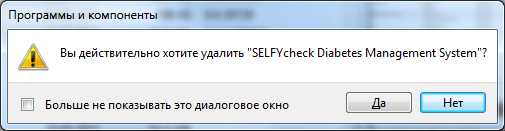 Программы и компоненты
Вы действительно хотите удалить "SELFYcheck Diabetes Management System"?
Больше не показывать это диалоговое окно
Да
Нет